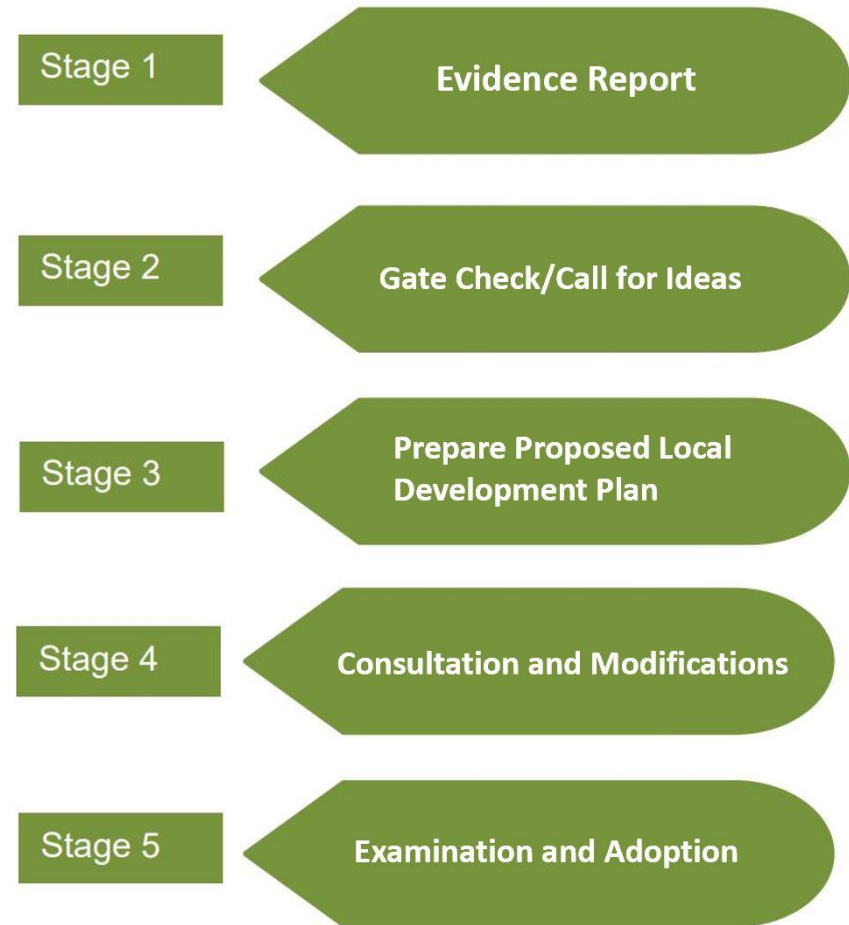 Stage 1
Evidence Report
Stage 2
Gate Check/Call for Ideas
Stage 3
Prepare Proposed Local
Development Plan
Stage 4
Consultation and Modifications
Stage 5
Examination and Adoption